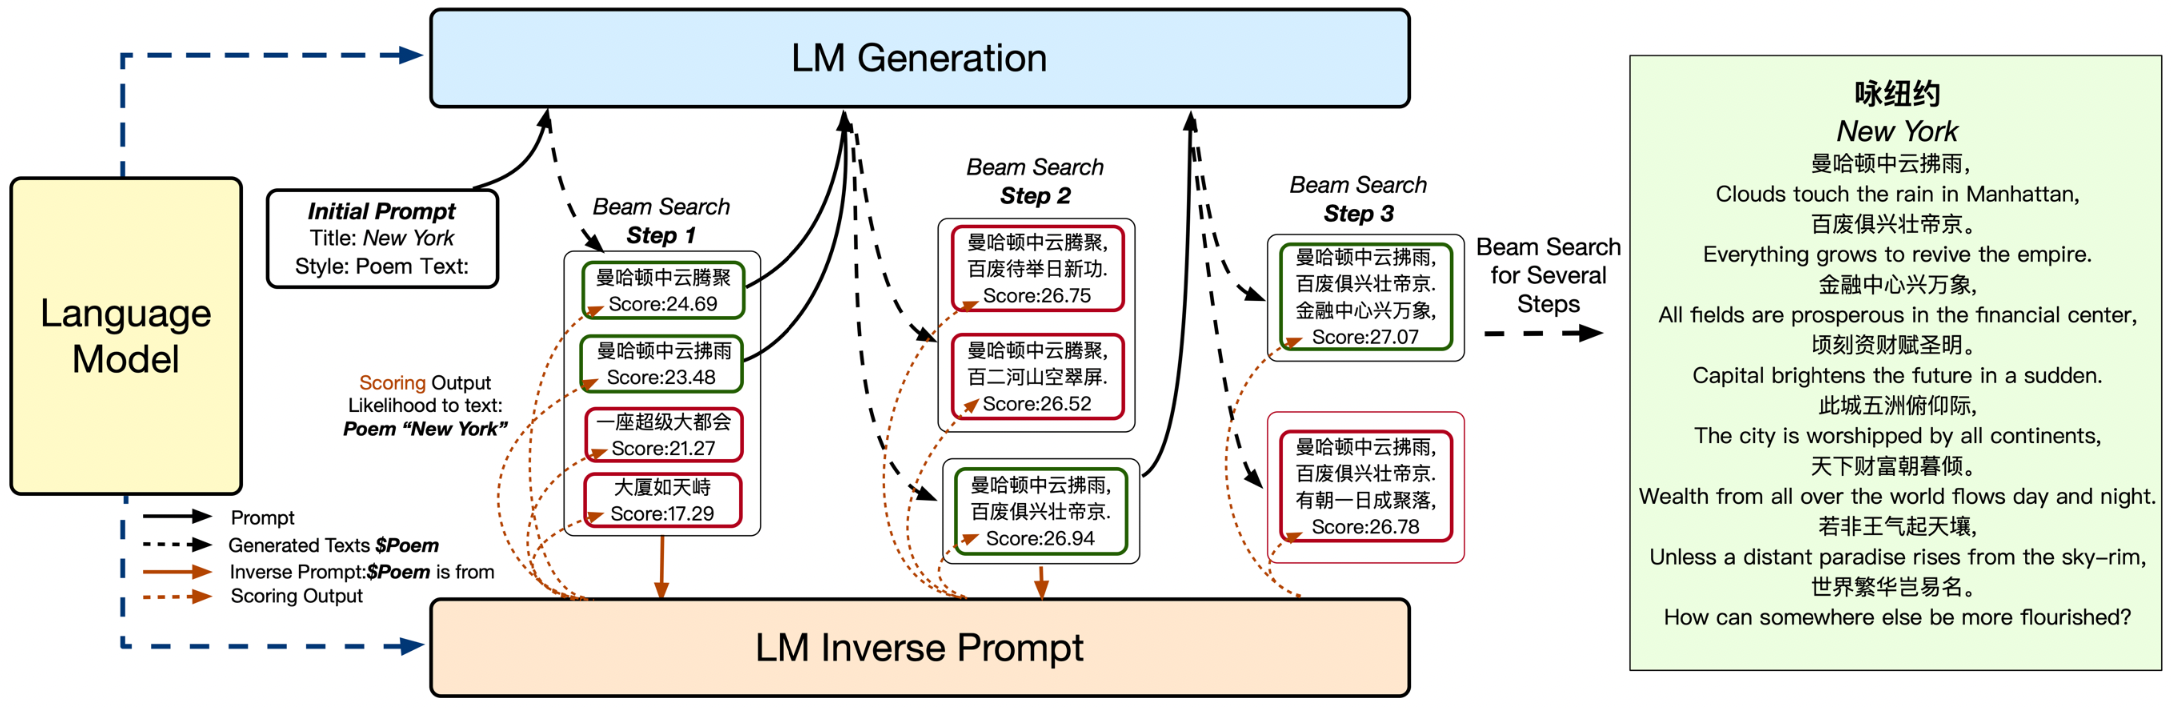 LM Generation
Language
Model
Initial Prompt
Title: New York
Style: Poem Text:
Beam Search
Step 1
曼哈顿中云腾聚
Score:24.69
曼哈顿中云拂雨
Score:23.48
一座超级大都会
Score:21.27
大厦如天峙
Score:17.29
Scoring Output
Likelihood to text:
Poem “New York”
Beam Search
Step 2
曼哈顿中云腾聚,
百废待举日新功.
Score:26.75
曼哈顿中云腾聚,
百二河山空翠屏.
Score:26.52
曼哈顿中云拂雨,
百废俱兴壮帝京.
Score:26.94
Beam Search
Step 3
曼哈顿中云拂雨,
百废俱兴壮帝京.
金融中心兴万象,
Score:27.07
曼哈顿中云拂雨,
百废俱兴壮帝京.
有朝一日成聚落,
Score:26.78
Beam Search
for Several
Steps
Prompt
Generated Texts $Poem
Inverse Prompt:$Poem is from
Scoring Output
LM Inverse Prompt
咏纽约
New York
曼哈顿中云拂雨,
Clouds touch the rain in Manhattan,
百废俱兴壮帝京。
Everything grows to revive the empire.
金融中心兴万象,
All fields are prosperous in the financial center,
顷刻资财赋圣明。
Capital brightens the future in a sudden.
此城五洲俯仰际,
The city is worshipped by all continents,
天下财富朝暮倾。
Wealth from all over the world flows day and night.
若非王气起天壤,
Unless a distant paradise rises from the sky-rim,
世界繁华岂易名。
How can somewhere else be more flourished?